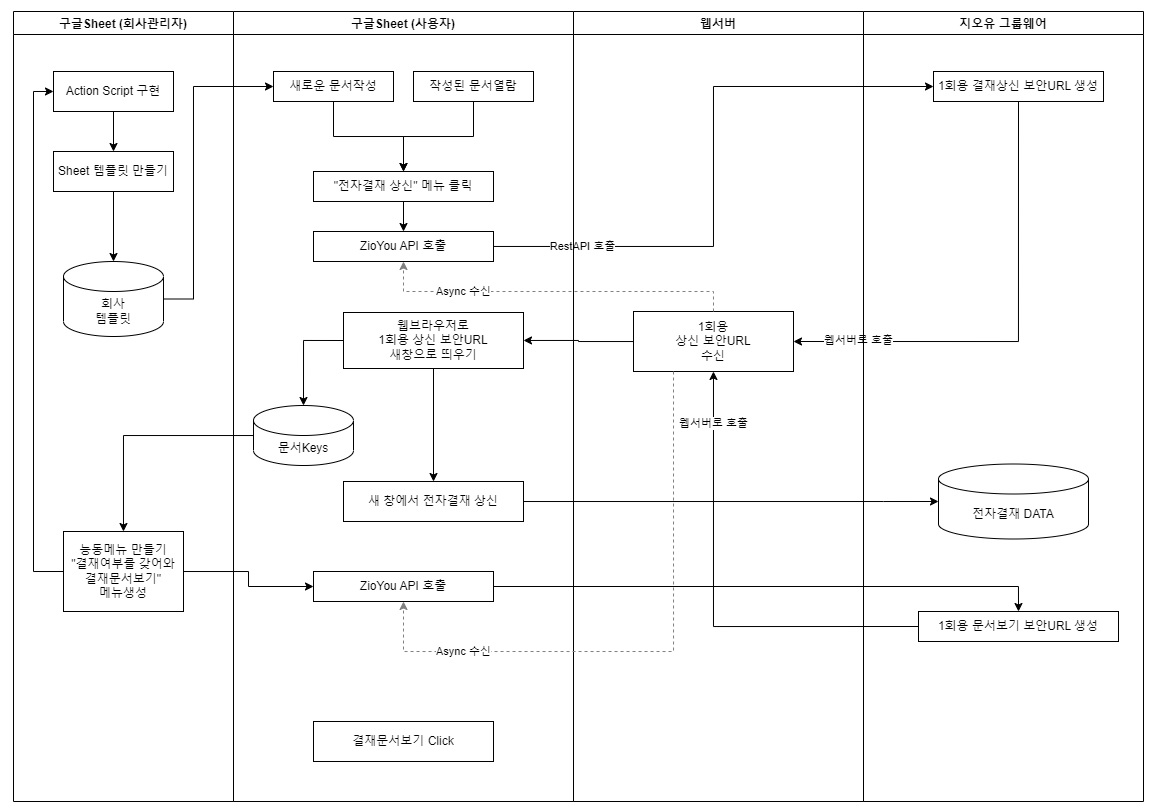 구글Sheet (회사관리자)
구글Sheet (사용자)
웹서버
지오유 그룹웨어
Action Script 구현
새로운 문서작성
작성된 문서열람
1회용 결재상신 보안URL 생성
Sheet 템플릿 만들기
"전자결재 상신" 메뉴 클릭
ZioYou API 호출
RestAPI 호출
Async 수신
회사
템플릿
웹브라우저로
1회용 상신 보안URL
새창으로 띄우기
1회용
상신 보안URL
수신
웹서버로 호출
웹서버로 호출
문서Keys
새 창에서 전자결재 상신
전자결재 DATA
능동메뉴 만들기
"결재여부를 갖어와
결재문서보기"
메뉴생성
ZioYou API 호출
1회용 문서보기 보안URL 생성
Async 수신
결재문서보기 Click